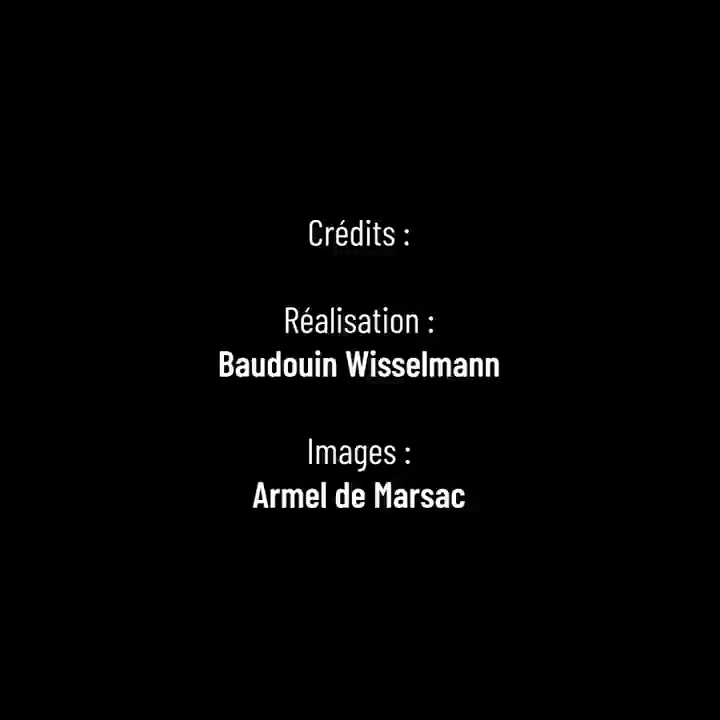 Crédits :
Réalisation :
Baudouin Wisselmann
Images :
Armel de Marsac